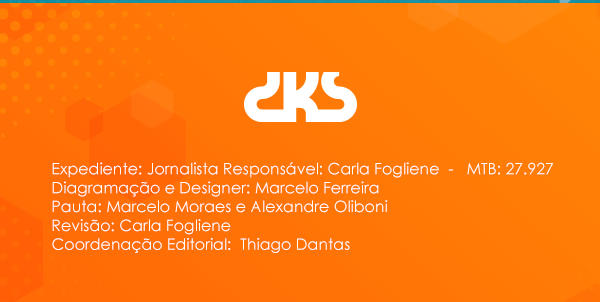 CKS
Expediente: Jornalista Responsável: Carla Fogliene - MTB: 27.927
Diagramação e Designer: Marcelo Ferreira
Pauta: Marcelo Moraes e Alexandre Oliboni
Revisão: Carla Fogliene
Coordenação Editorial: Thiago Dantas